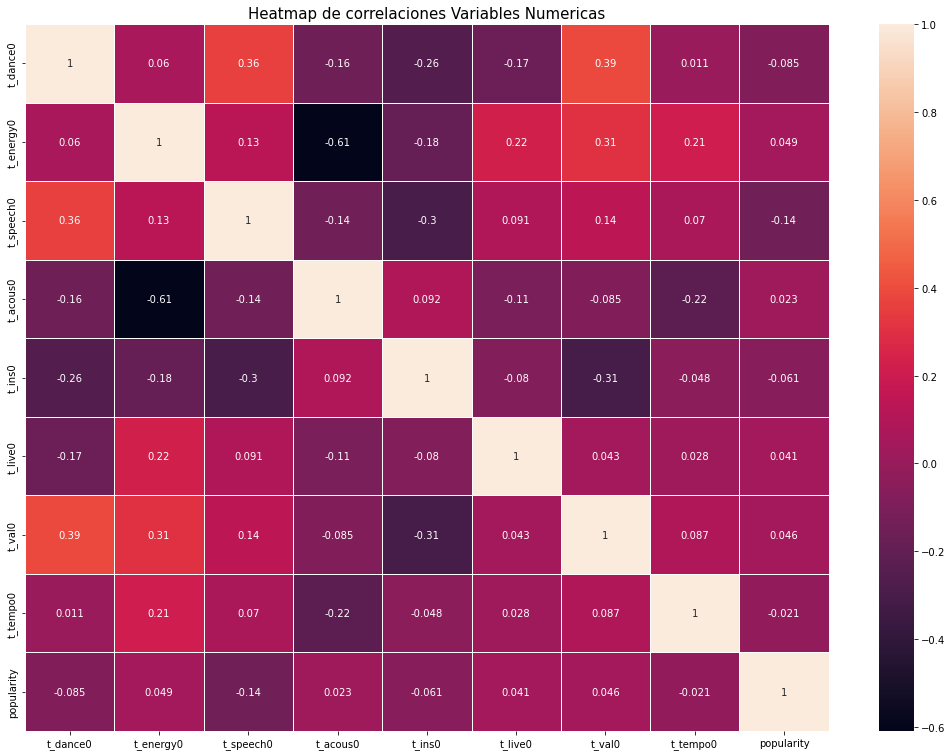 Heatmap de correlaciones Variables Numericas
t_dance0 1 0.06 0.36 -0.16 -0.26 -0.17 0.39 0.011 -0.085
t_energy0 0.06 1 0.13 -0.61 -0.18 0.22 0.31 0.21 0.049
t_speech0 0.36 0.13 1 -0.14 -0.3 0.091 0.14 0.07 -0.14
t_acous0 -0.16 -0.61 -0.14 1 0.092 -0.11 -0.085 -0.22 0.023
t_ins0 -0.26 -0.18 -0.3 0.092 1 -0.08 -0.31 -0.048 -0.061
t_live0 -0.17 0.22 0.091 -0.11 -0.08 1 0.043 0.028 0.041
t_val0 0.39 0.31 0.14 -0.085 -0.31 0.043 1 0.087 0.046
t_tempo0 0.011 0.21 0.07 -0.22 -0.048 0.028 0.087 1 -0.021
popularity -0.085 0.049 -0.14 0.023 -0.061 0.041 0.046 -0.021 1
t_dance0 t_energy0 t_speech0 t_acous0 t_ins0 t_live0 t_val0 t_tempo0 popularity
1.0
0.8
0.6
0.4
0.2
0.0
−0.2
−0.4
−0.6